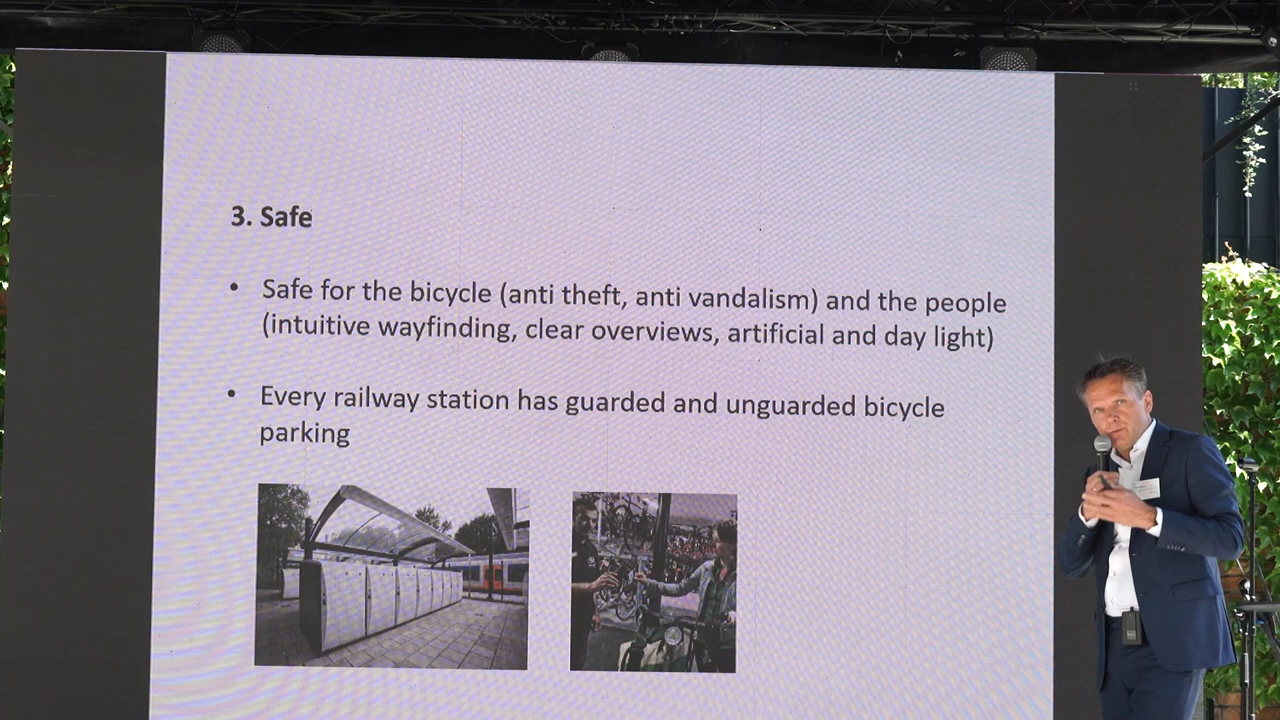 3. Safe
• Safe for the bicycle (anti theft, anti vandalism) and the people
(intuitive wayfinding, clear overviews, artificial and day light)
• Every railway station has guarded and unguarded bicycle
parking